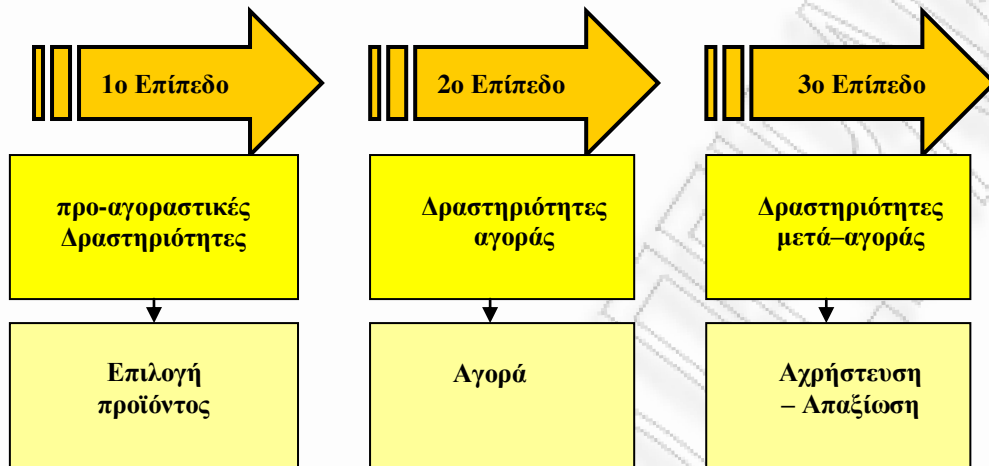 1ο Επίπεδο
2ο Επίπεδο
3ο Επίπεδο
προ-αγοραστικές
Δραστηριότητες
Δραστηριότητες
αγοράς
Δραστηριότητες
μετά–αγοράς
Επιλογή
προϊόντος
Αγορά
Αχρήστευση
– Απαξίωση